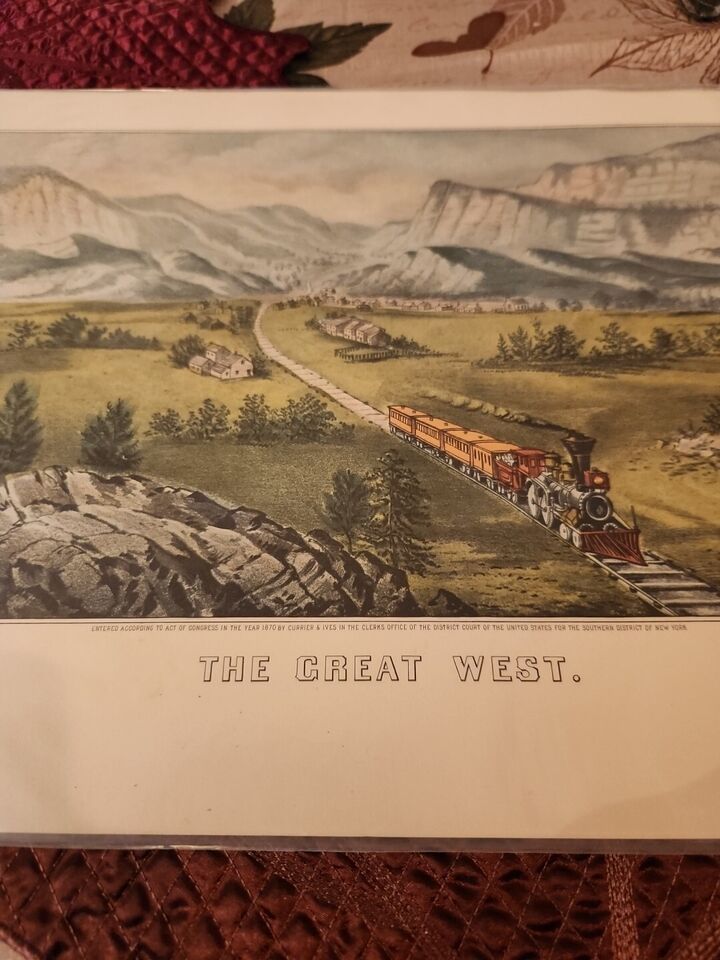 ENTERED ACCORDING TO ACT OF CONGRESS IN THE YEAR 1870 BY CURRIER & IVES IN THE CLERKS OFFICE OF THE DISTRICT COURT OF THE UNITED STATES FOR THE SOUTHERN DISTRICT OF NEW YORK
THE GREAT WEST.